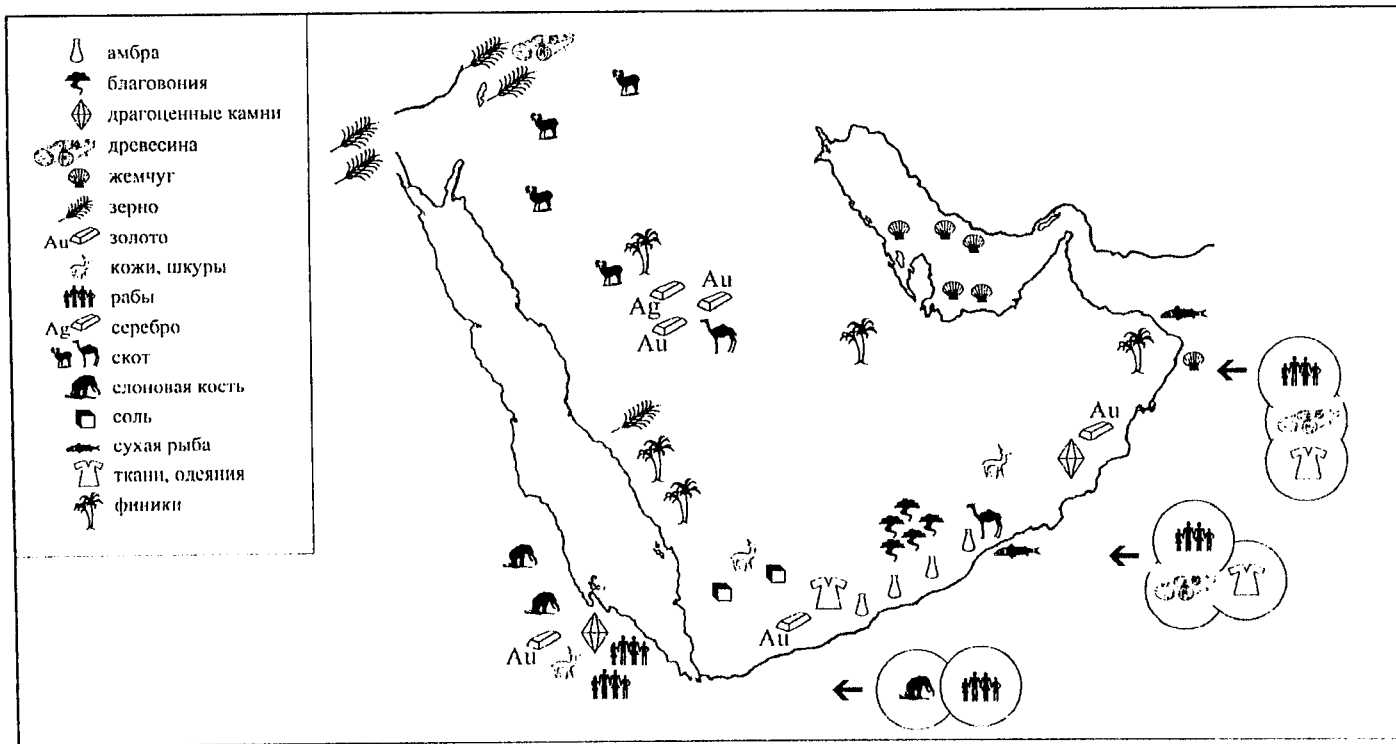 амбра
благовония
драгоценные камни
древесина
жемчуг
зерно
Au золото
кожи, шкуры
рабы
Ag серебро
скот
слоновая кость
соль
сухая рыба
ткани, одеяния
финики
Au
Ag
Au
Au
Au
Au